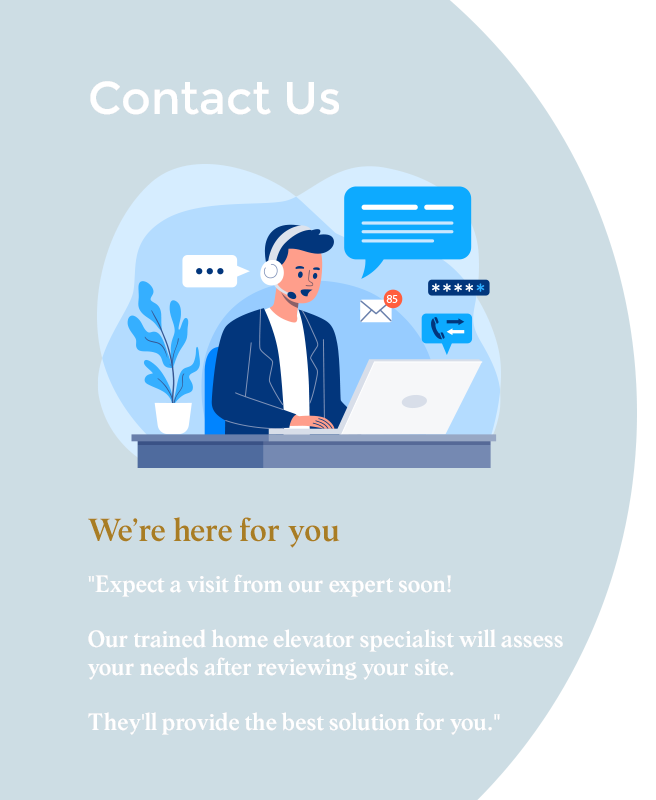 Contact Us
85
*****
We’re here for you
"Expect a visit from our expert soon!
Our trained home elevator specialist will assess
your needs after reviewing your site.
They'll provide the best solution for you."